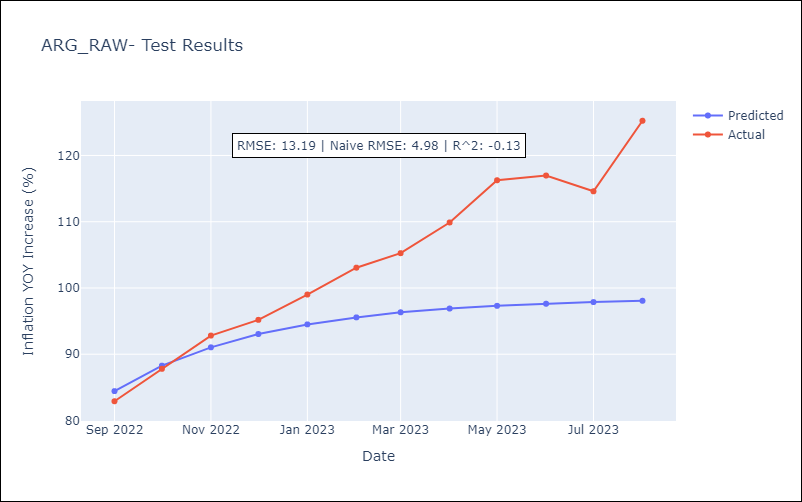 ARG_RAW- Test Results
Predicted
Actual
RMSE: 13.19 | Naive RMSE: 4.98 | R^2: -0.13
Inflation YOY Increase (%)
120
110
100
90
80
Sep 2022
Nov 2022
Jan 2023
Mar 2023
May 2023
Jul 2023
Date